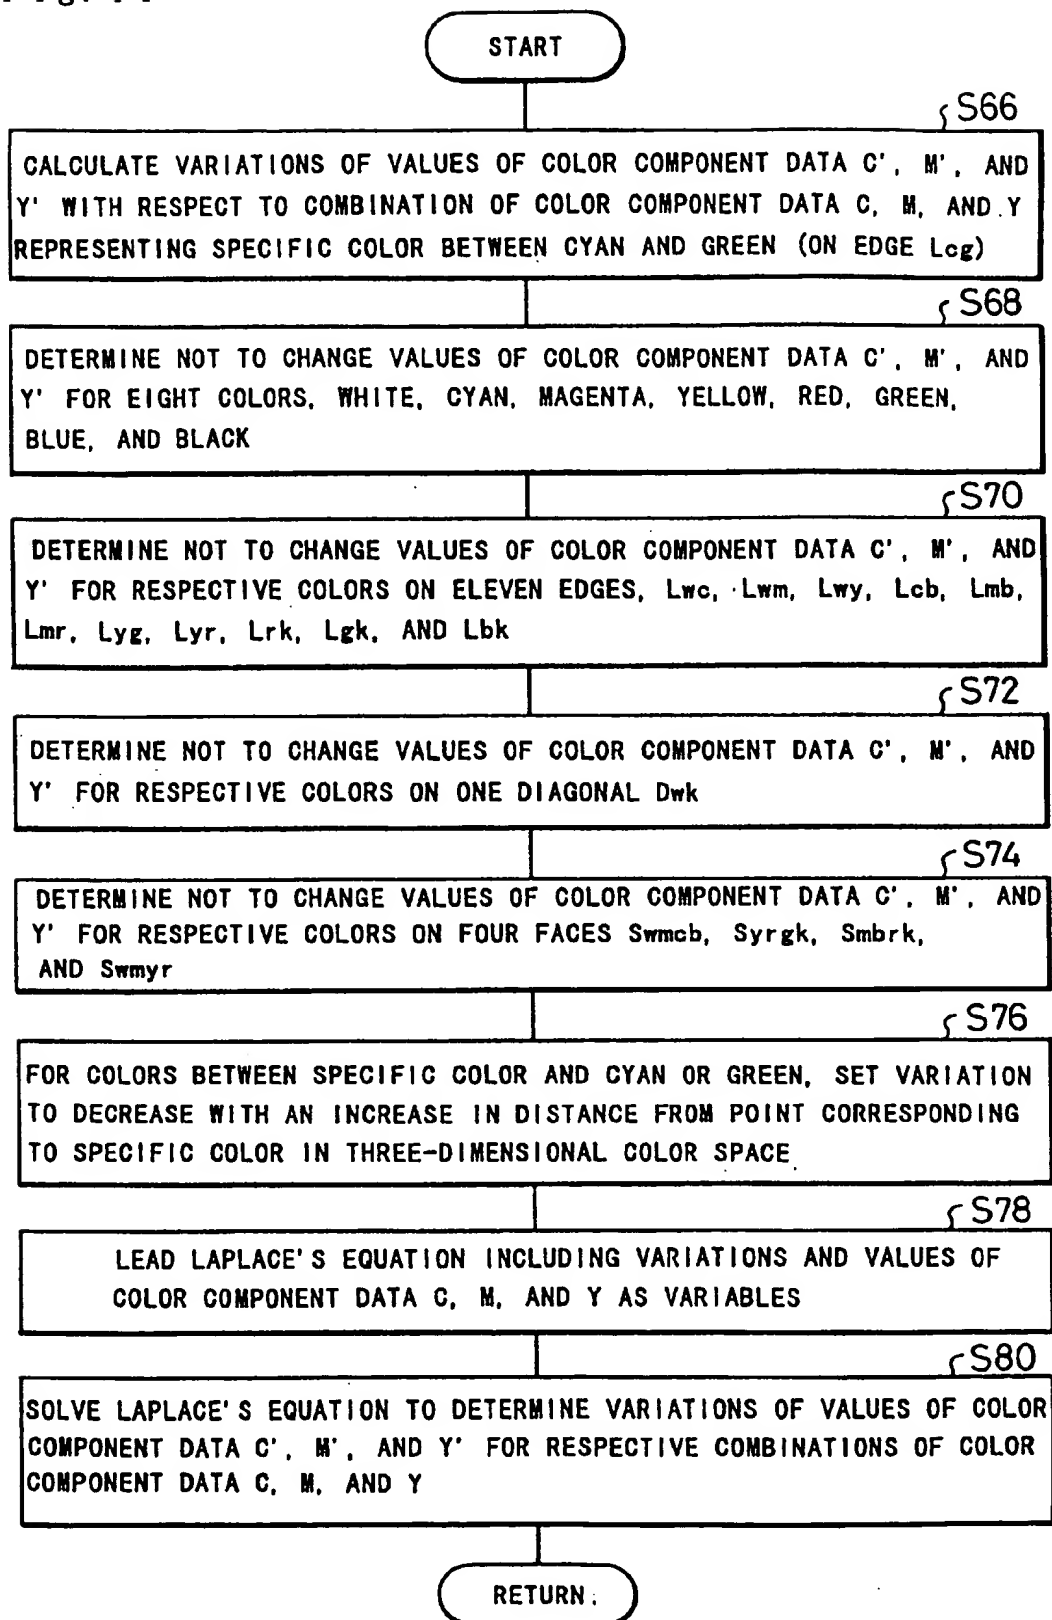 START
S66
CALCULATE VARIATIONS OF VALUES OF COLOR COMPONENT DATA C', M', AND
Y' WITH RESPECT TO COMBINATION OF COLOR COMPONENT DATA C, M, AND Y
REPRESENTING SPECIFIC COLOR BETWEEN CYAN AND GREEN (ON EDGE Lcg)
S68
DETERMINE NOT TO CHANGE VALUES OF COLOR COMPONENT DATA C', M', AND
Y' FOR EIGHT COLORS, WHITE, CYAN, MAGENTA, YELLOW, RED, GREEN,
BLUE, AND BLACK
S70
DETERMINE NOT TO CHANGE VALUES OF COLOR COMPONENT DATA C', M', AND
Y' FOR RESPECTIVE COLORS ON ELEVEN EDGES, Lwc, Lwm, Lwy, Lcb, Lmb,
Lmr, Lyg, Lyr, Lrk, Lgk, AND Lbk
S72
DETERMINE NOT TO CHANGE VALUES OF COLOR COMPONENT DATA C', M', AND
Y' FOR RESPECTIVE COLORS ON ONE DIAGONAL Dwk
S74
DETERMINE NOT TO CHANGE VALUES OF COLOR COMPONENT DATA C', M', AND
Y' FOR RESPECTIVE COLORS ON FOUR FACES Swmcb, Syrgk, Smbrk,
AND Swmyr
S76
FOR COLORS BETWEEN SPECIFIC COLOR AND CYAN OR GREEN, SET VARIATION
TO DECREASE WITH AN INCREASE IN DISTANCE FROM POINT CORRESPONDING
TO SPECIFIC COLOR IN THREE-DIMENSIONAL COLOR SPACE
S78
LEAD LAPLACE'S EQUATION INCLUDING VARIATIONS AND VALUES OF
COLOR COMPONENT DATA C, M, AND Y AS VARIABLES
S80
SOLVE LAPLACE'S EQUATION TO DETERMINE VARIATIONS OF VALUES OF COLOR
COMPONENT DATA C', M', AND Y' FOR RESPECTIVE COMBINATIONS OF COLOR
COMPONENT DATA C, M, AND Y
RETURN